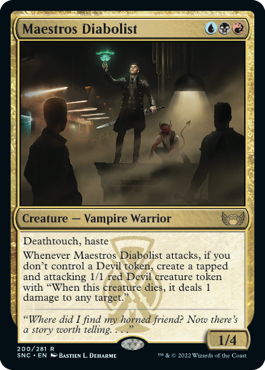 Maestros Diabolist
Creature — Vampire Warrior
Deathtouch, haste
Whenever Maestros Diabolist attacks, if you
don't control a Devil token, create a tapped
and attacking 1/1 red Devil creature token
with "When this creature dies, it deals 1
damage to any target."
"Where did I find my horned friend? Now there's
a story worth telling. . . ."
1/4
200/281 R
SNC • EN Bastien L. Deharme
™ & © 2022 Wizards of the Coast